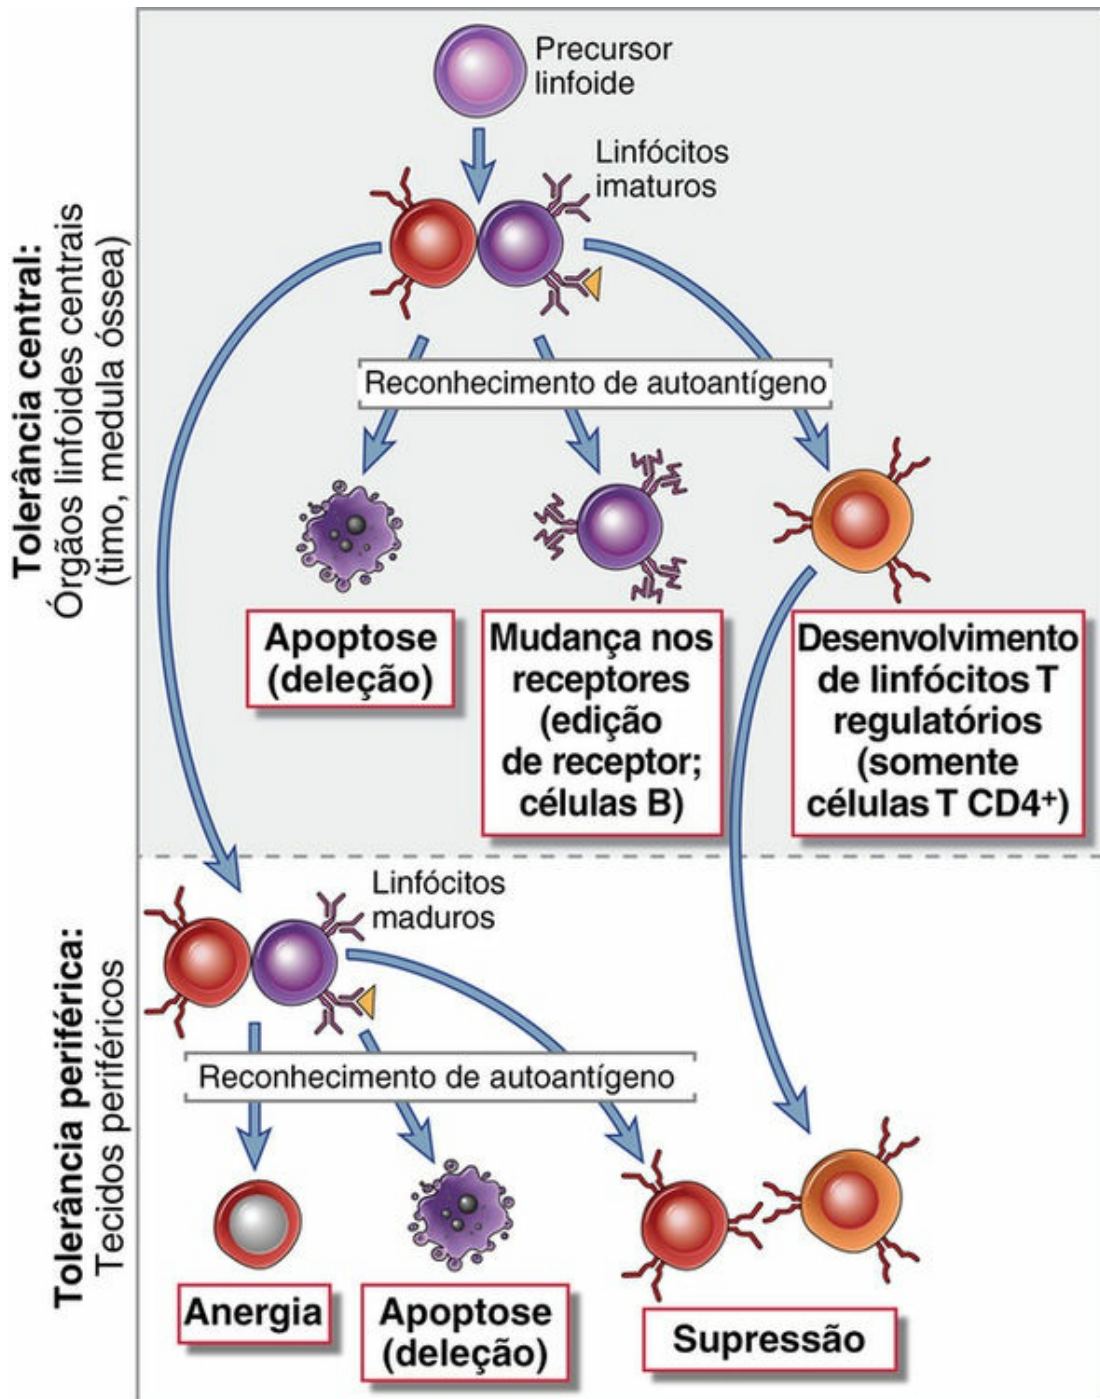 Precursor
linfoide
Linfócitos
imaturos
Tolerância central:
Órgãos linfoides centrais
(timo, medula óssea)
Reconhecimento de autoantígeno
Apoptose
(deleção)
Mudança nos
receptores
(edição
de receptor;
células B)
Desenvolvimento
de linfócitos T
regulatórios
(somente
células T CD4⁺)
Linfócitos
maduros
Tolerância periférica:
Tecidos periféricos
Reconhecimento de autoantígeno
Anergia
Apoptose
(deleção)
Supressão